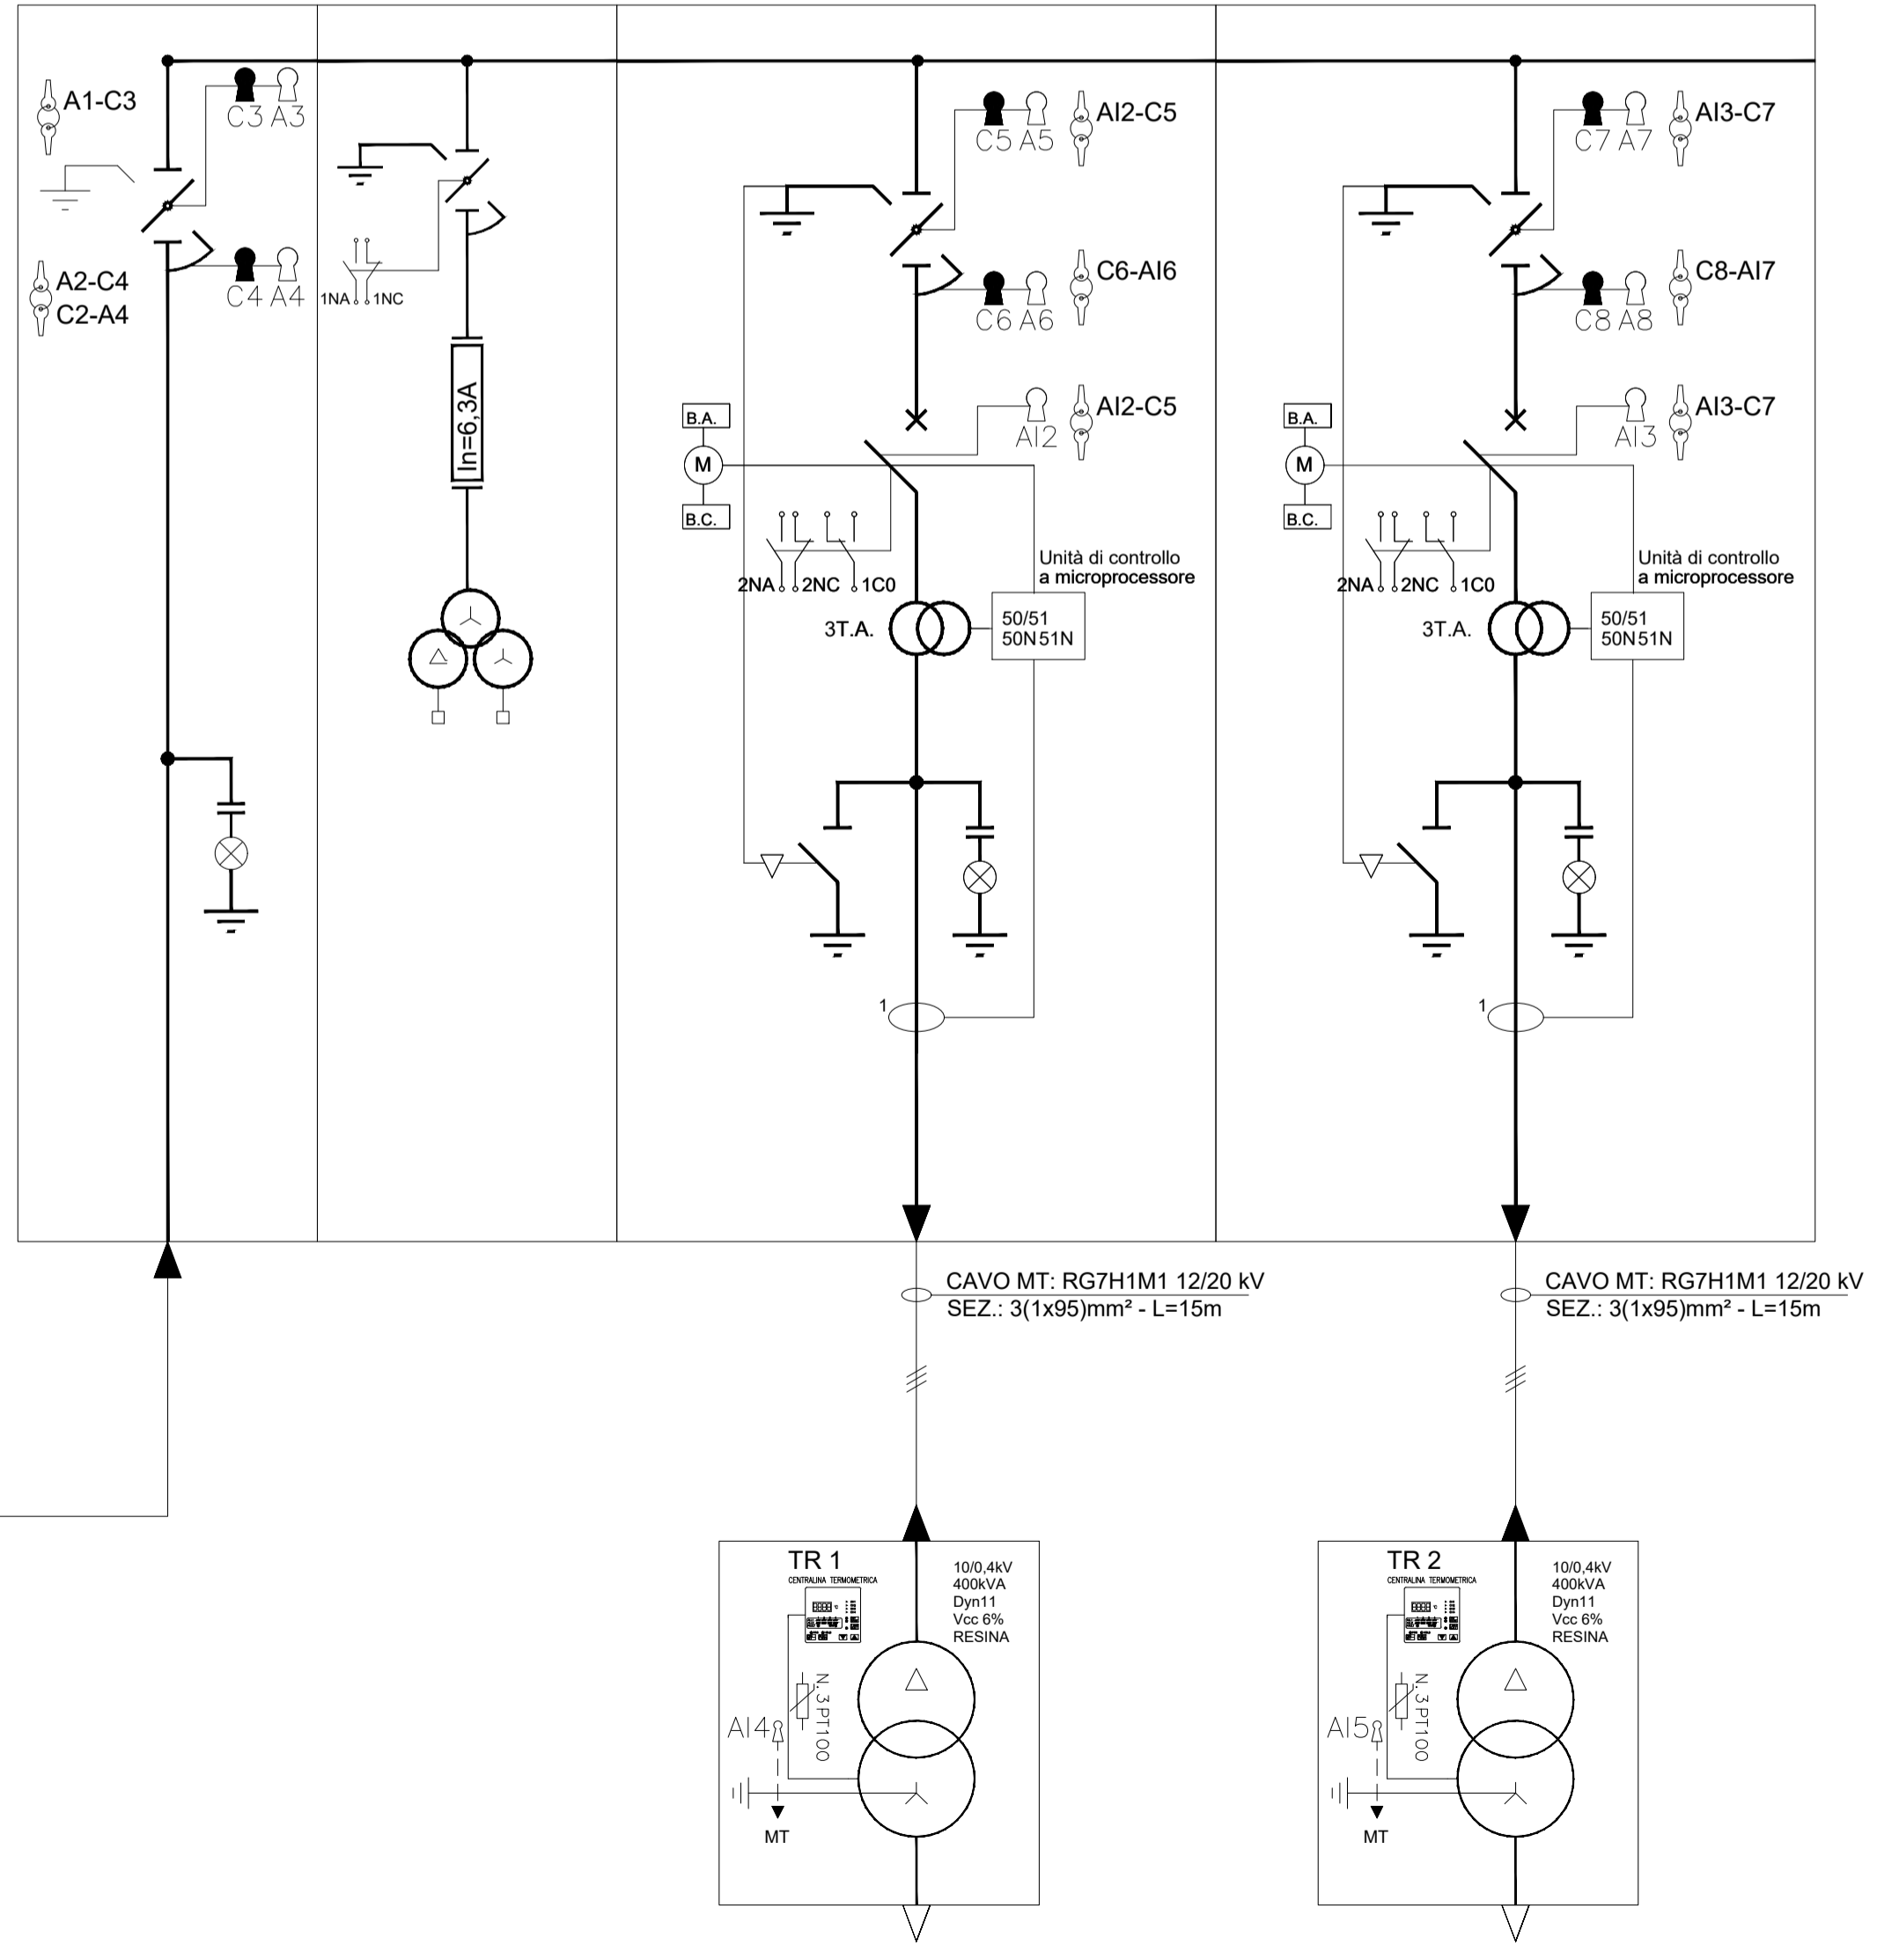 A1-C3
C3 A3
A2-C4
C2-A4
C4 A4
1NA 1NC
In=6,3A
C5 A5
AI2-C5
C6-AI6
C6 A6
AI2-C5
AI2
B.A.
M
B.C.
2NA 2NC 1C0
Unità di controllo
a microprocessore
3T.A.
50/51
50N51N
1
C7 A7
AI3-C7
C8-AI7
C8 A8
AI3-C7
AI3
B.A.
M
B.C.
2NA 2NC 1C0
Unità di controllo
a microprocessore
3T.A.
50/51
50N51N
1
CAVO MT: RG7H1M1 12/20 kV
SEZ.: 3(1x95)mm² - L=15m
CAVO MT: RG7H1M1 12/20 kV
SEZ.: 3(1x95)mm² - L=15m
TR 1
CENTRALINA TERMOMETRICA
10/0,4kV
400kVA
Dyn11
Vcc 6%
RESINA
N. 3 PT100
AI4
MT
TR 2
CENTRALINA TERMOMETRICA
10/0,4kV
400kVA
Dyn11
Vcc 6%
RESINA
N. 3 PT100
AI5
MT